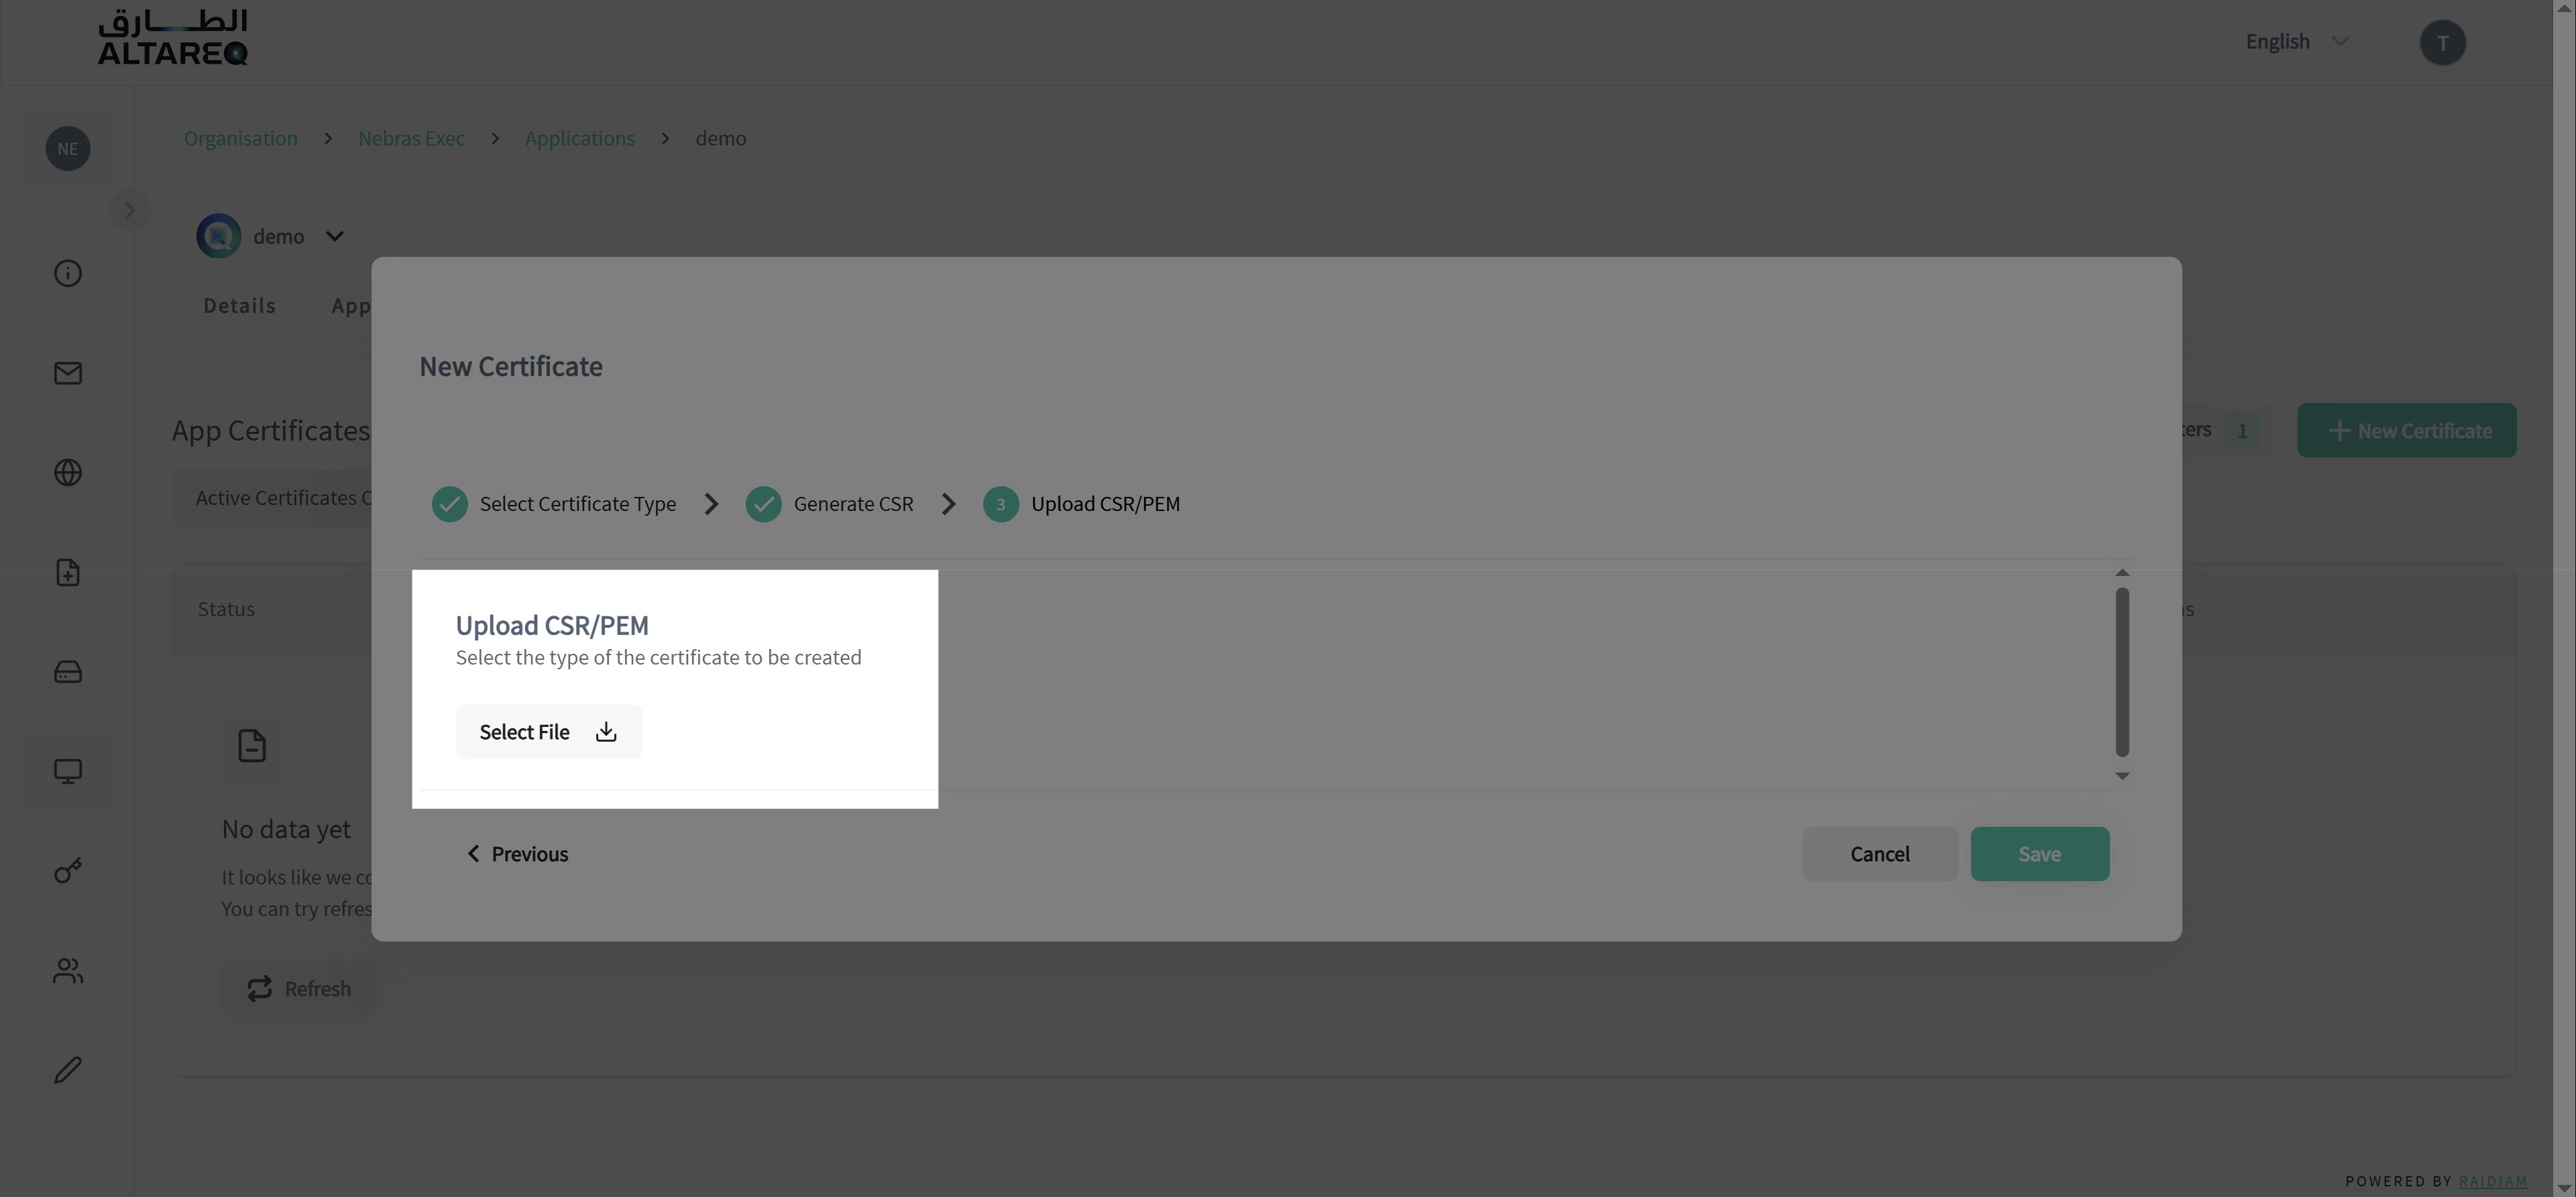 الطارق
ALTAREQ
English
T
NE
Organisation > Nebras Exec > Applications > demo
demo
Details App
New Certificate
App Certificates
ters 1
New Certificate
Active Certificates C
Select Certificate Type > Generate CSR > 3 Upload CSR/PEM
Status
s
Upload CSR/PEM
Select the type of the certificate to be created
Select File
No data yet
It looks like we co
You can try refres
Previous
Cancel
Save
Refresh
POWERED BY RAIDIAM